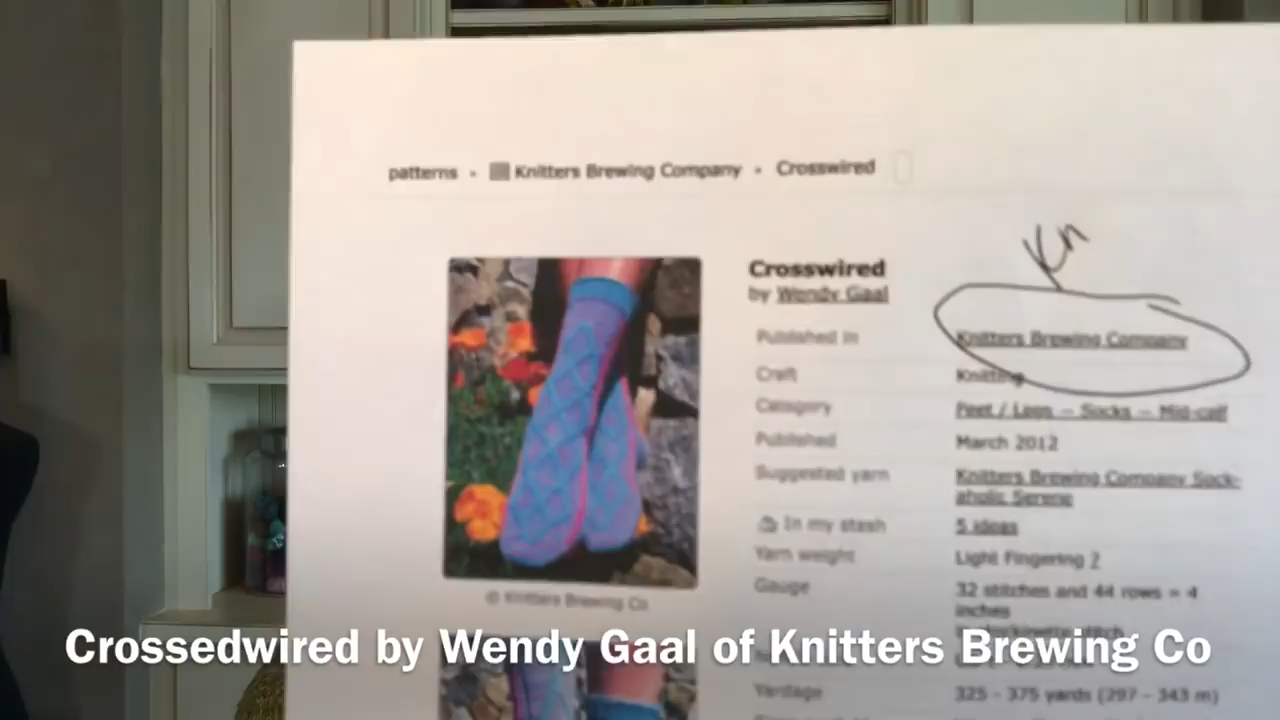 patterns ▸ Knitters Brewing Company ▸ Crosswired
Kn
Crosswired
by Wendy Gaal
Published in Knitters Brewing Company
Craft Knitting
Category Feet / Legs → Socks → Mid-calf
Published March 2012
Suggested yarn Knitters Brewing Company Sock-
aholic Serene
In my stash 5 ideas
Yarn weight Light Fingering ?
Gauge 32 stitches and 44 rows = 4
inches
© Knitters Brewing Co
Crossedwired by Wendy Gaal of Knitters Brewing Co
Yardage 325 - 375 yards (297 - 343 m)